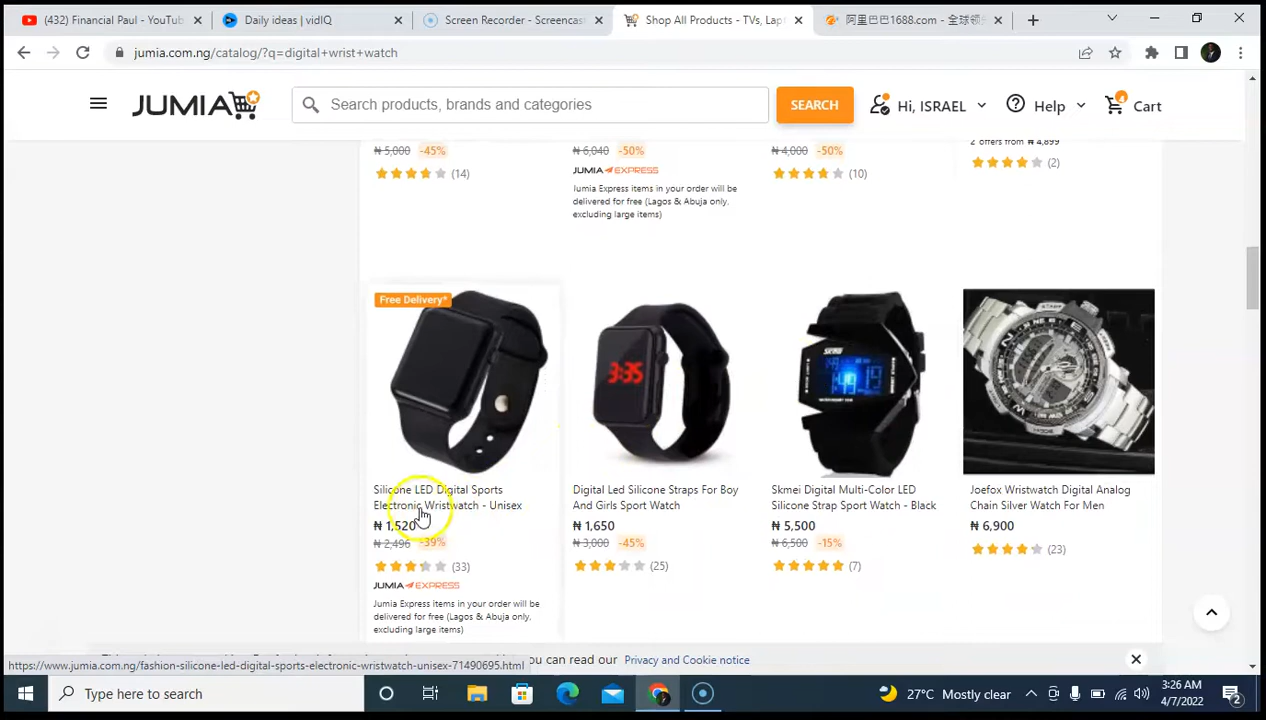 (432) Financial Paul - YouTub
Daily ideas | vidIQ
Screen Recorder - Screencas
Shop All Products - TVs, Lap
阿里巴巴1688.com - 全球领
jumia.com.ng/catalog/?q=digital+wrist+watch
JUMIA
Search products, brands and categories
SEARCH
Hi, ISRAEL
Help
Cart
₦ 5,000 -45%
(14)
₦ 6,040 -50%
JUMIA EXPRESS
Jumia Express items in your order will be
delivered for free (Lagos & Abuja only,
excluding large items)
₦ 4,000 -50%
(10)
2 offers from ₦ 4,899
(2)
Free Delivery*
Silicone LED Digital Sports
Electronic Wristwatch - Unisex
₦ 1,520
₦ 2,496 -39%
(33)
JUMIA EXPRESS
Jumia Express items in your order will be
delivered for free (Lagos & Abuja only,
excluding large items)
3:35
Digital Led Silicone Straps For Boy
And Girls Sport Watch
₦ 1,650
₦ 3,000 -45%
(25)
SKMEI
Skmei Digital Multi-Color LED
Silicone Strap Sport Watch - Black
₦ 5,500
₦ 6,500 -15%
(7)
Joefox Wristwatch Digital Analog
Chain Silver Watch For Men
₦ 6,900
(23)
you can read our Privacy and Cookie notice
https://www.jumia.com.ng/fashion-silicone-led-digital-sports-electronic-wristwatch-unisex-71490695.html
Type here to search
27°C Mostly clear
3:26 AM
4/7/2022
2